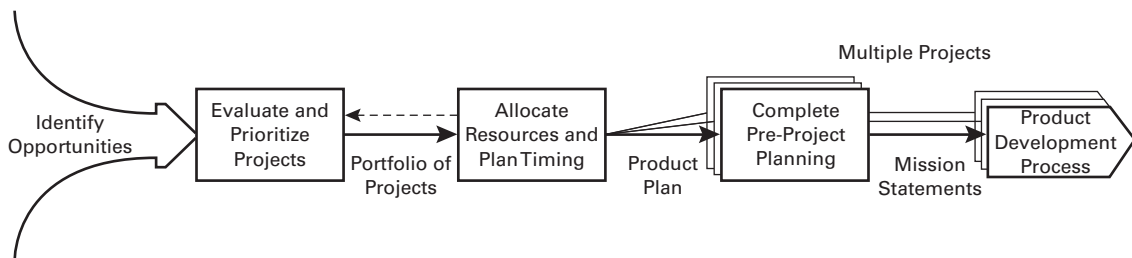 Multiple Projects
Identify
Opportunities
Evaluate and
Prioritize
Projects
Portfolio of
Projects
Allocate
Resources and
Plan Timing
Product
Plan
Complete
Pre-Project
Planning
Mission
Statements
Product
Development
Process